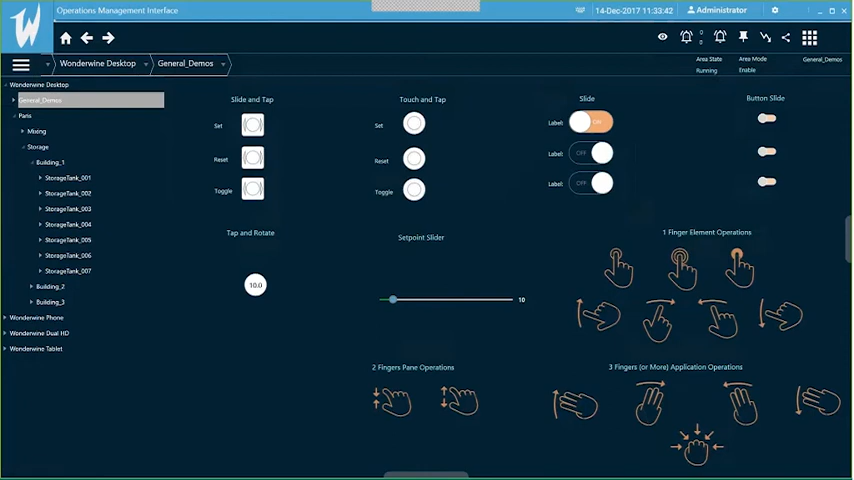 Operations Management Interface
14-Dec-2017 11:33:42
Administrator
0
0
Wonderwine Desktop
General_Demos
Area State
Running
Area Mode
Enable
General_Demos
Wonderwine Desktop
General_Demos
Paris
Mixing
Storage
Building_1
StorageTank_001
StorageTank_002
StorageTank_003
StorageTank_004
StorageTank_005
StorageTank_006
StorageTank_007
Building_2
Building_3
Wonderwine Phone
Wonderwine Dual HD
Wonderwine Tablet
Slide and Tap
Set
Reset
Toggle
Touch and Tap
Set
Reset
Toggle
Slide
Label: ON
Label: OFF
Label: OFF
Button Slide
Tap and Rotate
10.0
Setpoint Slider
10
1 Finger Element Operations
2 Fingers Pane Operations
3 Fingers (or More) Application Operations